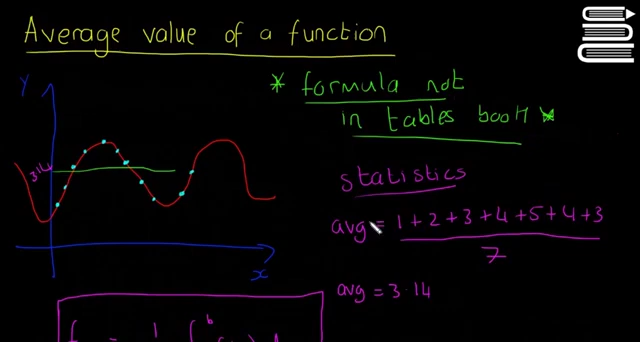 Average value of a function
* formula not
in tables book *
Y
3.14
statistics
avg = 1 + 2 + 3 + 4 + 5 + 4 + 3
7
x
avg = 3.14